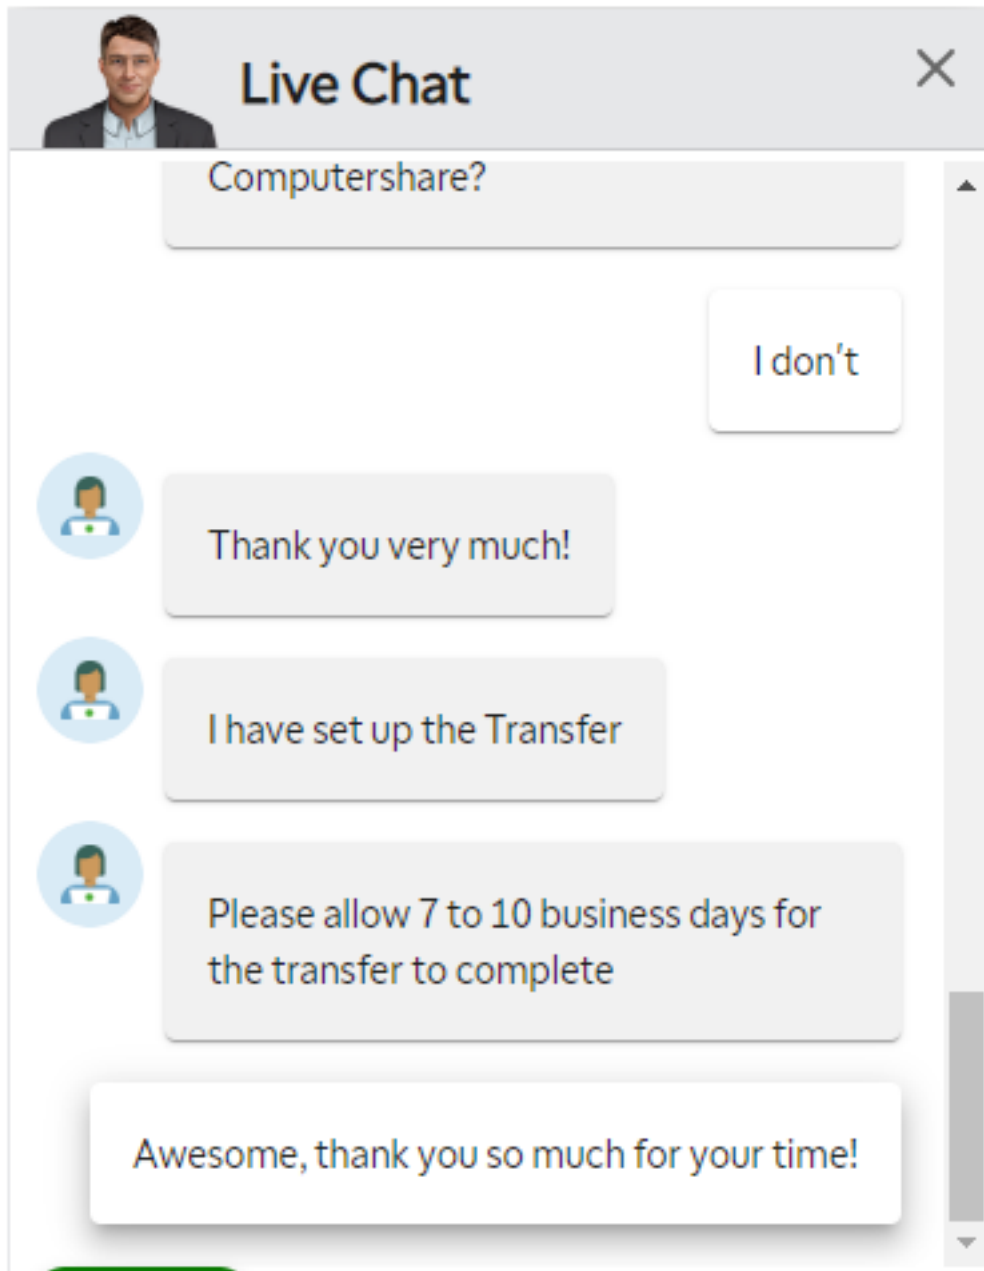 Live Chat
Computershare?
I don't
Thank you very much!
I have set up the Transfer
Please allow 7 to 10 business days for
the transfer to complete
Awesome, thank you so much for your time!